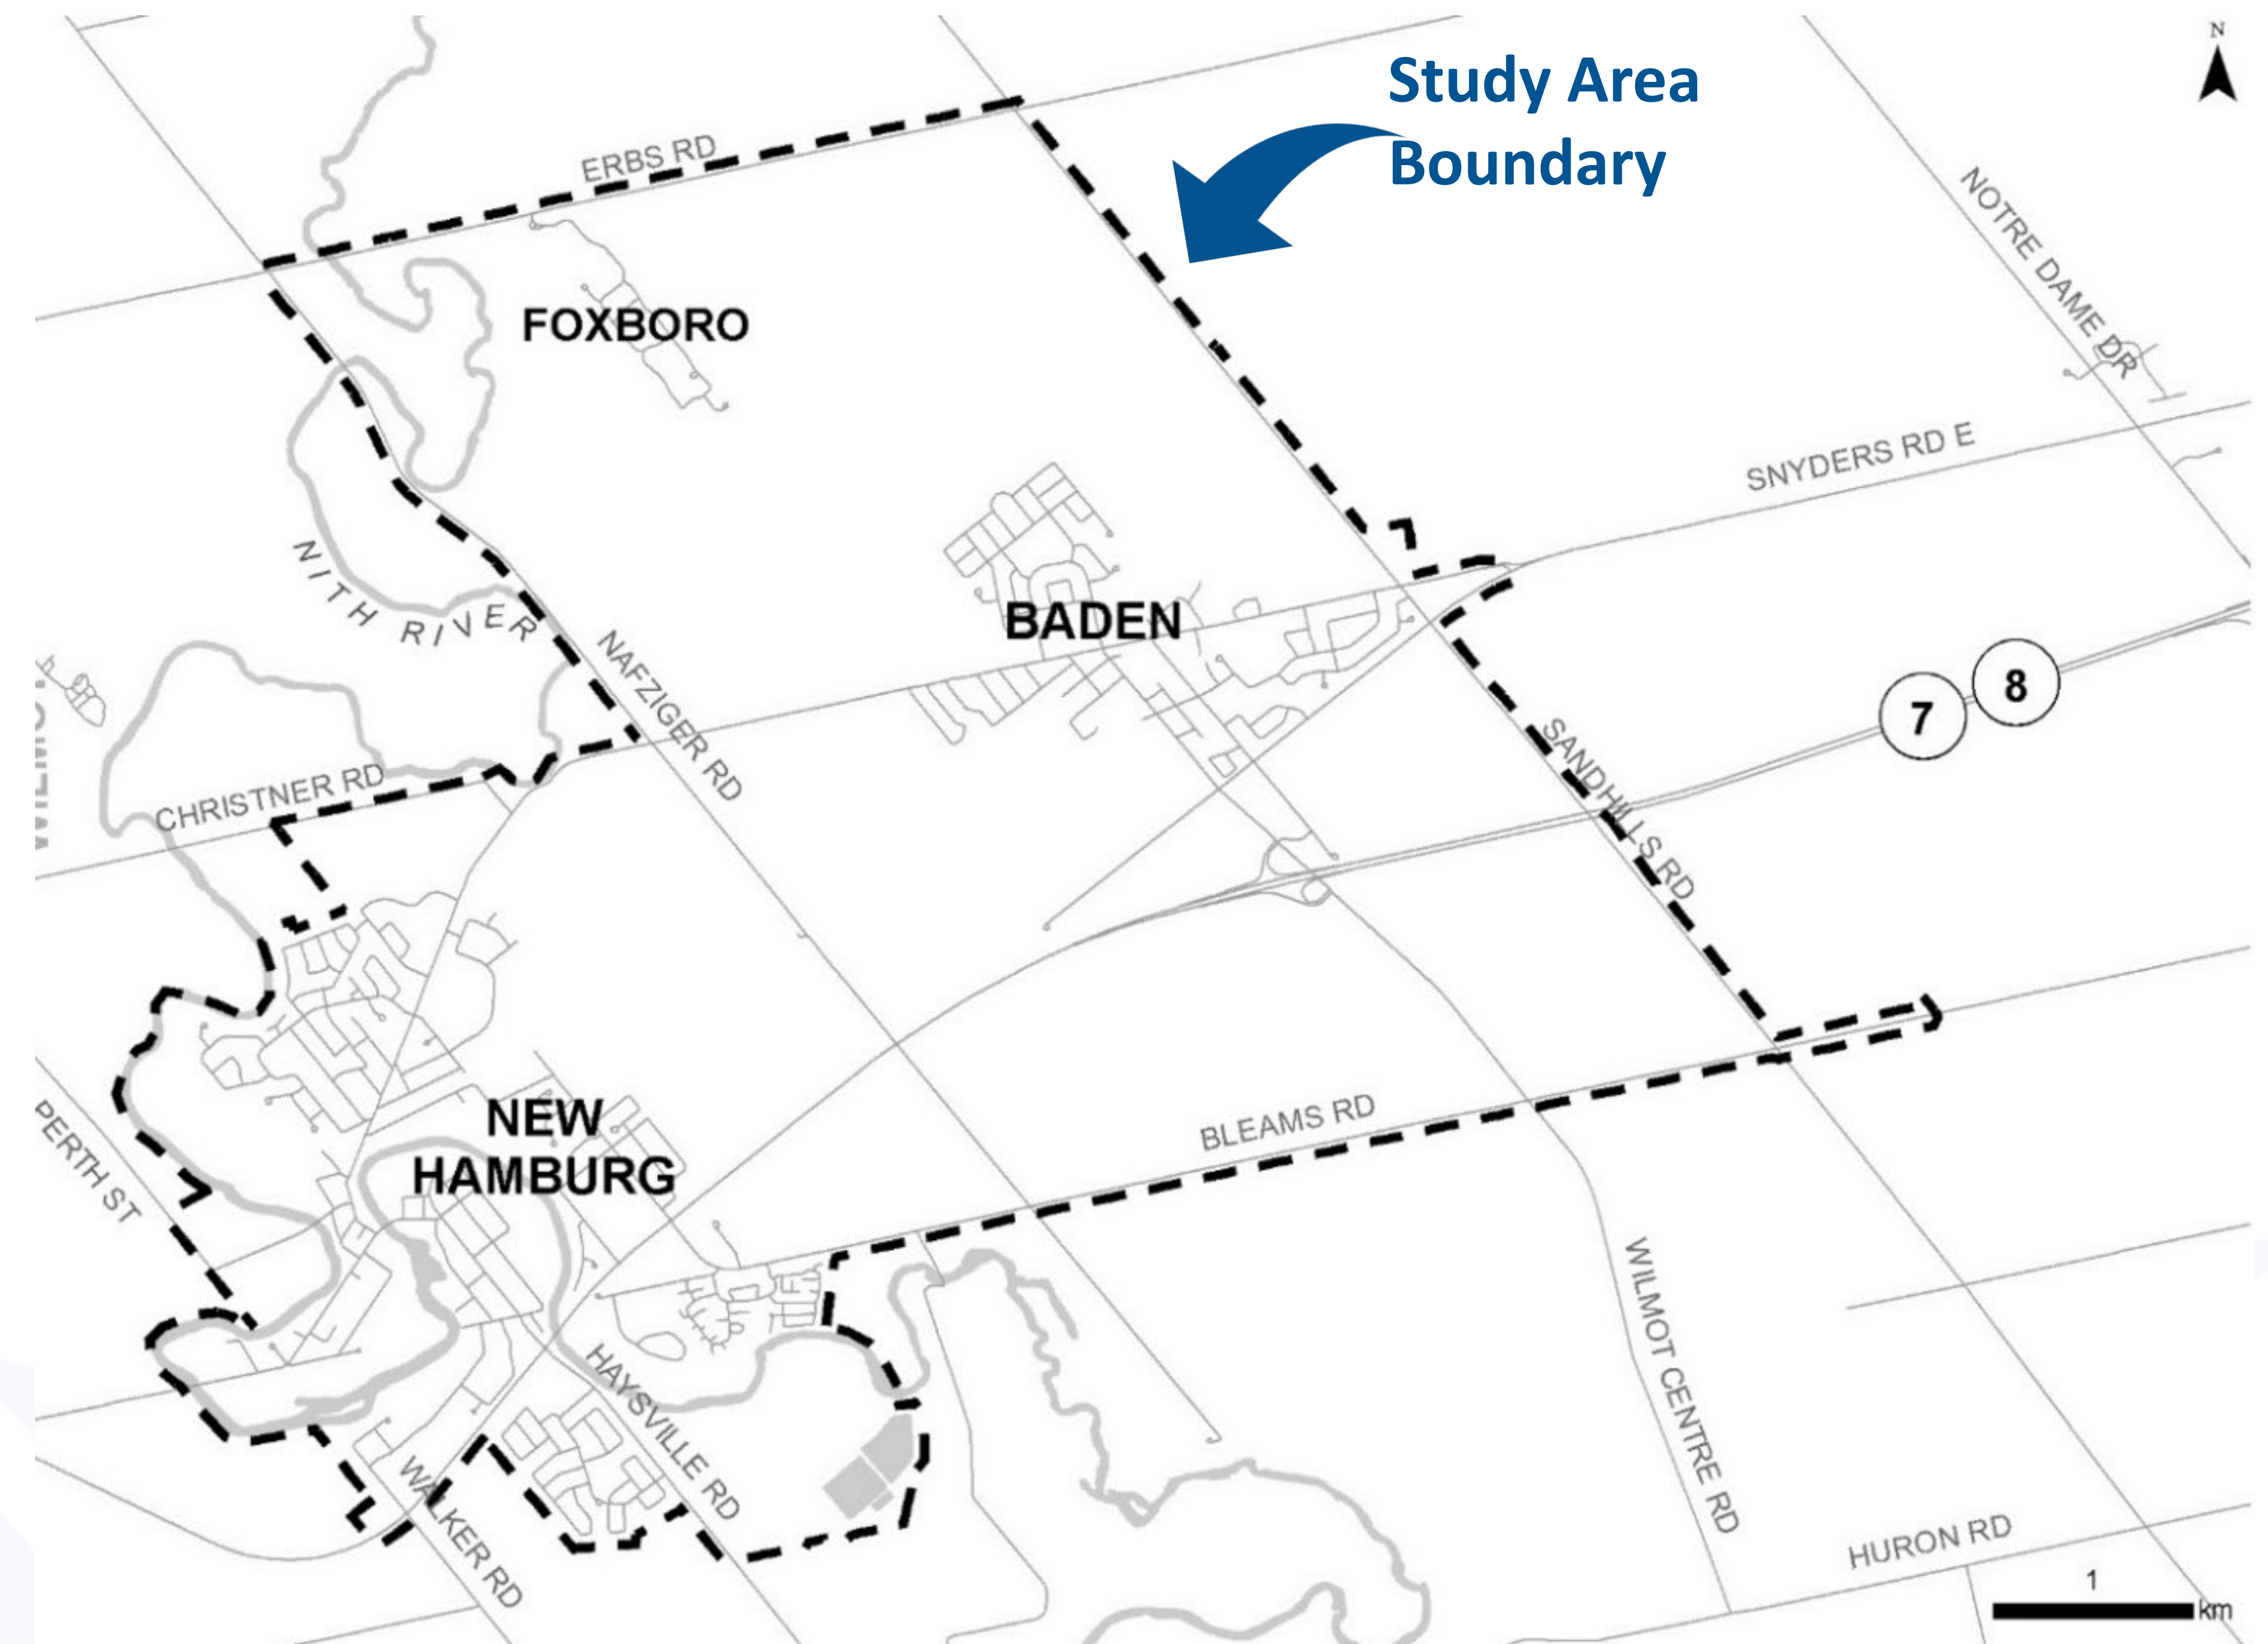 N
Study Area
Boundary
ERBS RD
NOTRE DAME DR
FOXBORO
SNYDERS RD E
NITH RIVER
BADEN
NAFZIGER RD
7
8
SANDHILLS RD
CHRISTNER RD
PERTH ST
NEW
HAMBURG
BLEAMS RD
WILMOT CENTRE RD
HAYSVILLE RD
WALKER RD
HURON RD
1
km